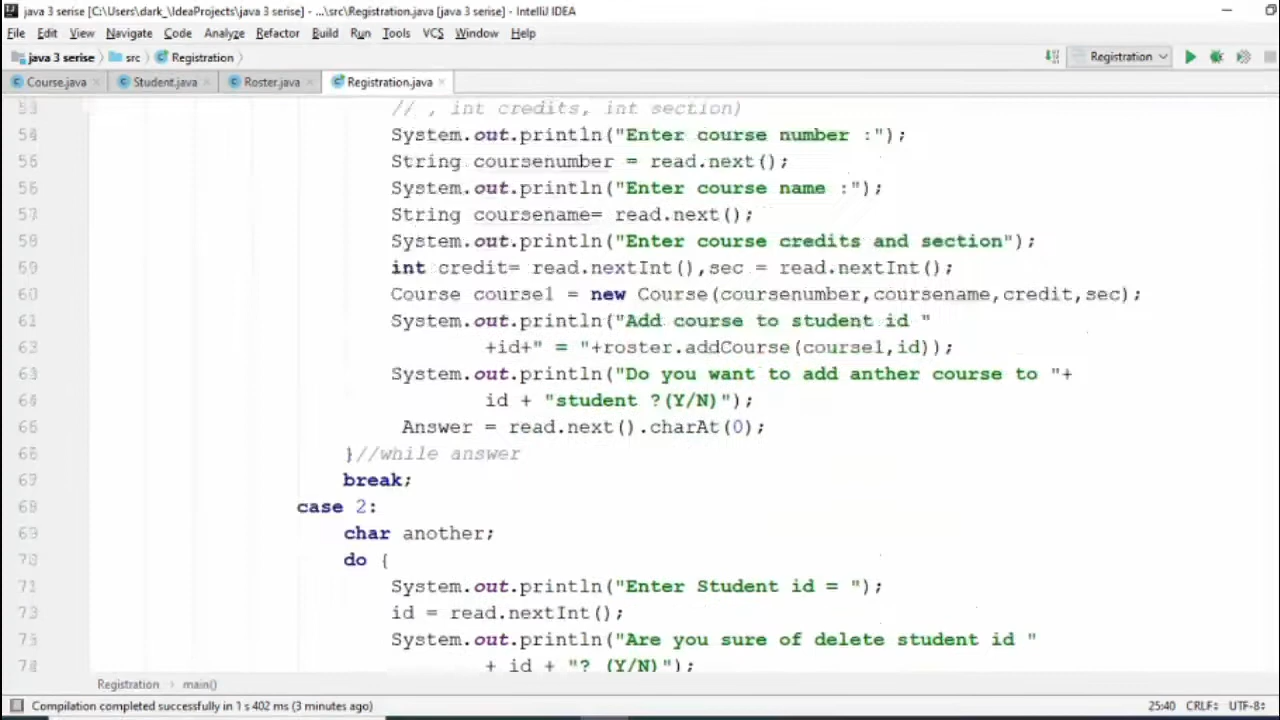 java 3 serise [C:\Users\dark_\IdeaProjects\java 3 serise] - ...\src\Registration.java [java 3 serise] - IntelliJ IDEA
File Edit View Navigate Code Analyze Refactor Build Run Tools VCS Window Help
java 3 serise src Registration Registration
Course.java Student.java Roster.java Registration.java
53 // , int credits, int section)
54 System.out.println("Enter course number :");
String coursenumber = read.next();
56 System.out.println("Enter course name :");
57 String coursename= read.next();
System.out.println("Enter course credits and section");
int credit= read.nextInt(),sec = read.nextInt();
60 Course course1 = new Course(coursenumber,coursename,credit,sec);
61 System.out.println("Add course to student id "
+id+" = "+roster.addCourse(course1,id));
63 System.out.println("Do you want to add anther course to "+
64 id + "student ?(Y/N)");
Answer = read.next().charAt(0);
}//while answer
67 break;
68 case 2:
69 char another;
70 do {
71 System.out.println("Enter Student id = ");
id = read.nextInt();
System.out.println("Are you sure of delete student id "
74 + id + "? (Y/N)");
Registration main()
Compilation completed successfully in 1 s 402 ms (3 minutes ago) 25:40 CRLF UTF-8